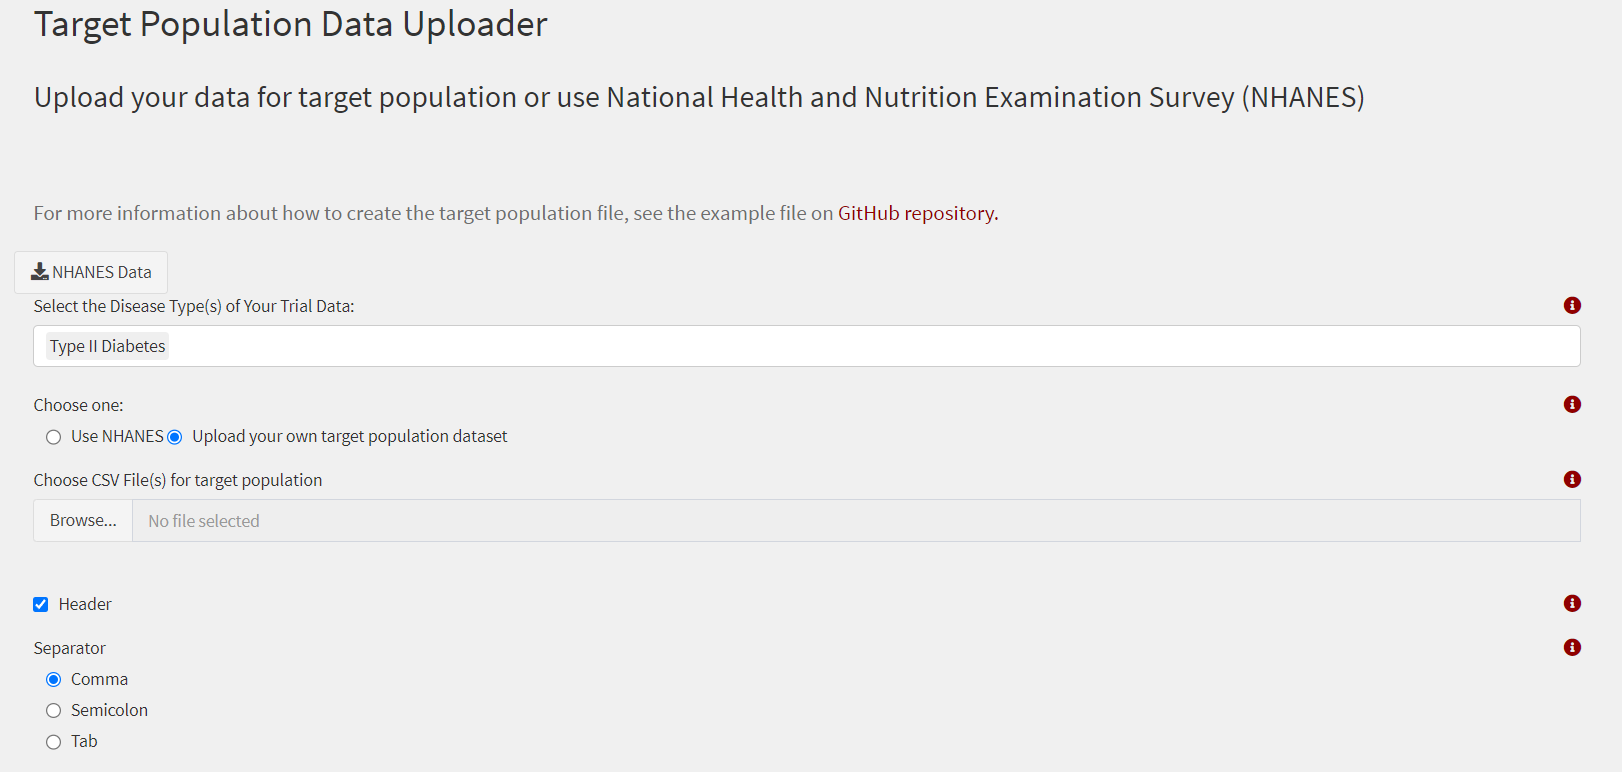 Target Population Data Uploader
Upload your data for target population or use National Health and Nutrition Examination Survey (NHANES)
For more information about how to create the target population file, see the example file on GitHub repository.
NHANES Data
Select the Disease Type(s) of Your Trial Data:
Type II Diabetes
Choose one:
Use NHANES Upload your own target population dataset
Choose CSV File(s) for target population
Browse... No file selected
Header
Separator
Comma
Semicolon
Tab